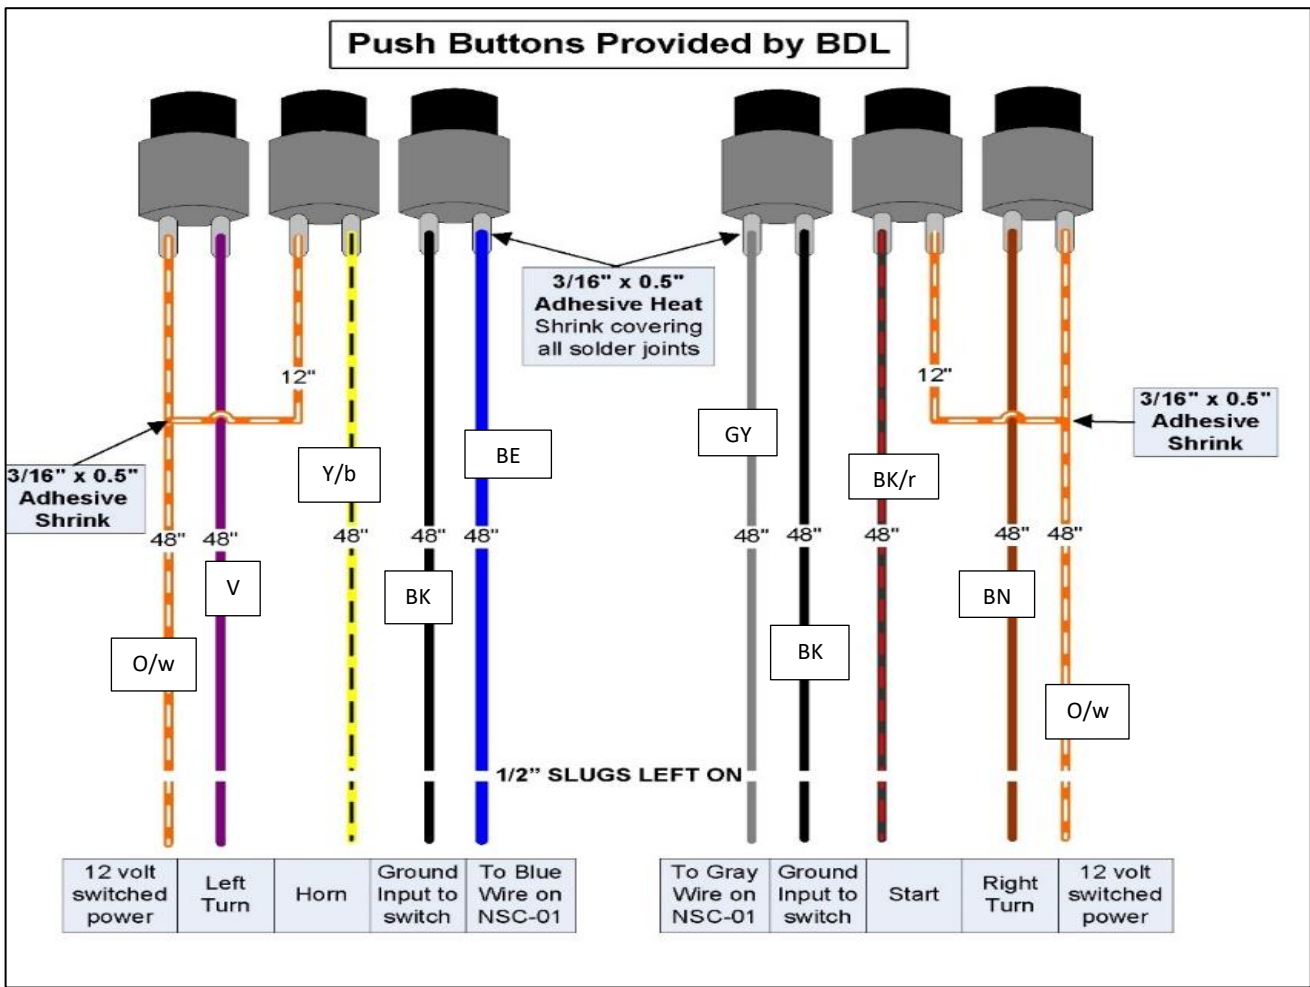 Push Buttons Provided by BDL
3/16" x 0.5"
Adhesive Heat
Shrink covering
all solder joints
12"
12"
3/16" x 0.5"
Adhesive
Shrink
3/16" x 0.5"
Adhesive
Shrink
GY
Y/b
BE
BK/r
48"
48"
48"
48"
48"
48"
48"
48"
48"
48"
V
BK
BN
O/w
BK
O/w
1/2” SLUGS LEFT ON
12 volt
switched
power
Left
Turn
Horn
Ground
Input to
switch
To Blue
Wire on
NSC-01
To Gray
Wire on
NSC-01
Ground
Input to
switch
Start
Right
Turn
12 volt
switched
power